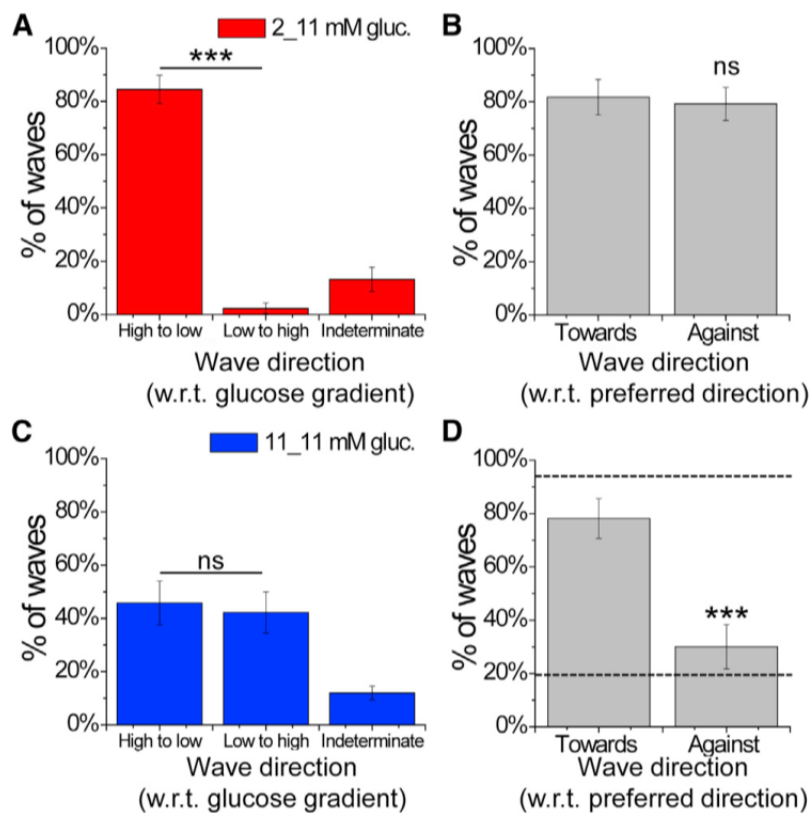 A
2_11 mM gluc.
100%
80%
60%
40%
20%
0%
% of waves
***
High to low
Low to high
Indeterminate
Wave direction
(w.r.t. glucose gradient)
B
100%
80%
60%
40%
20%
0%
% of waves
ns
Towards
Against
Wave direction
(w.r.t. preferred direction)
C
11_11 mM gluc.
100%
80%
60%
40%
20%
0%
% of waves
ns
High to low
Low to high
Indeterminate
Wave direction
(w.r.t. glucose gradient)
D
100%
80%
60%
40%
20%
0%
% of waves
***
Towards
Against
Wave direction
(w.r.t. preferred direction)